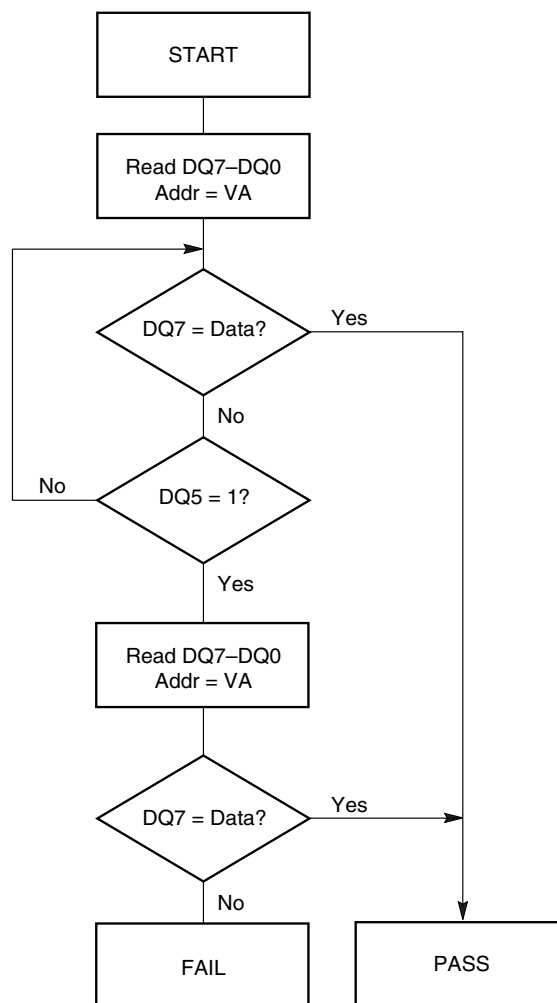 START
Read DQ7–DQ0
Addr = VA
DQ7 = Data?
Yes
No
No
DQ5 = 1?
Yes
Read DQ7–DQ0
Addr = VA
DQ7 = Data?
Yes
No
FAIL
PASS